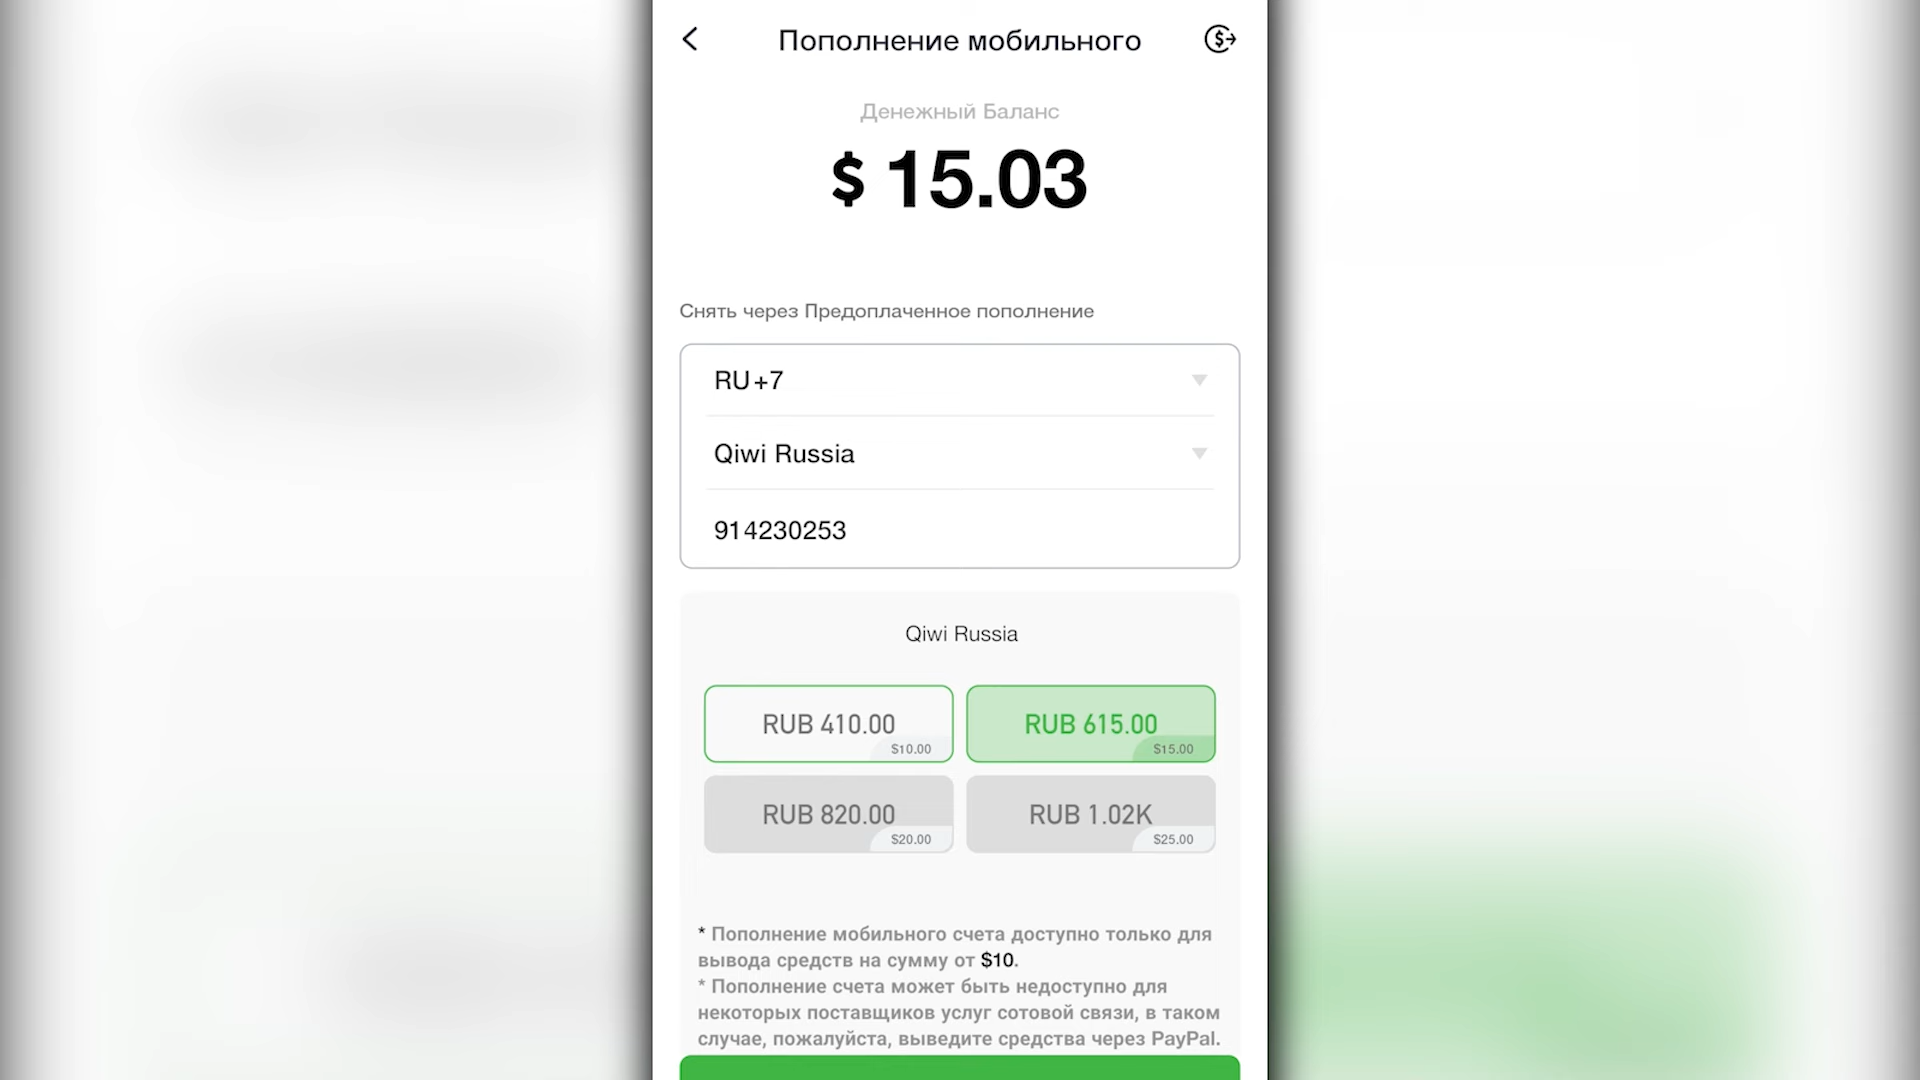 Пополнение мобильного
Денежный Баланс
$ 15.03
Снять через Предоплаченное пополнение
RU+7
Qiwi Russia
914230253
Qiwi Russia
RUB 410.00
$10.00
RUB 615.00
$15.00
RUB 820.00
$20.00
RUB 1.02K
$25.00
* Пополнение мобильного счета доступно только для
вывода средств на сумму от $10.
* Пополнение счета может быть недоступно для
некоторых поставщиков услуг сотовой связи, в таком
случае, пожалуйста, выведите средства через PayPal.